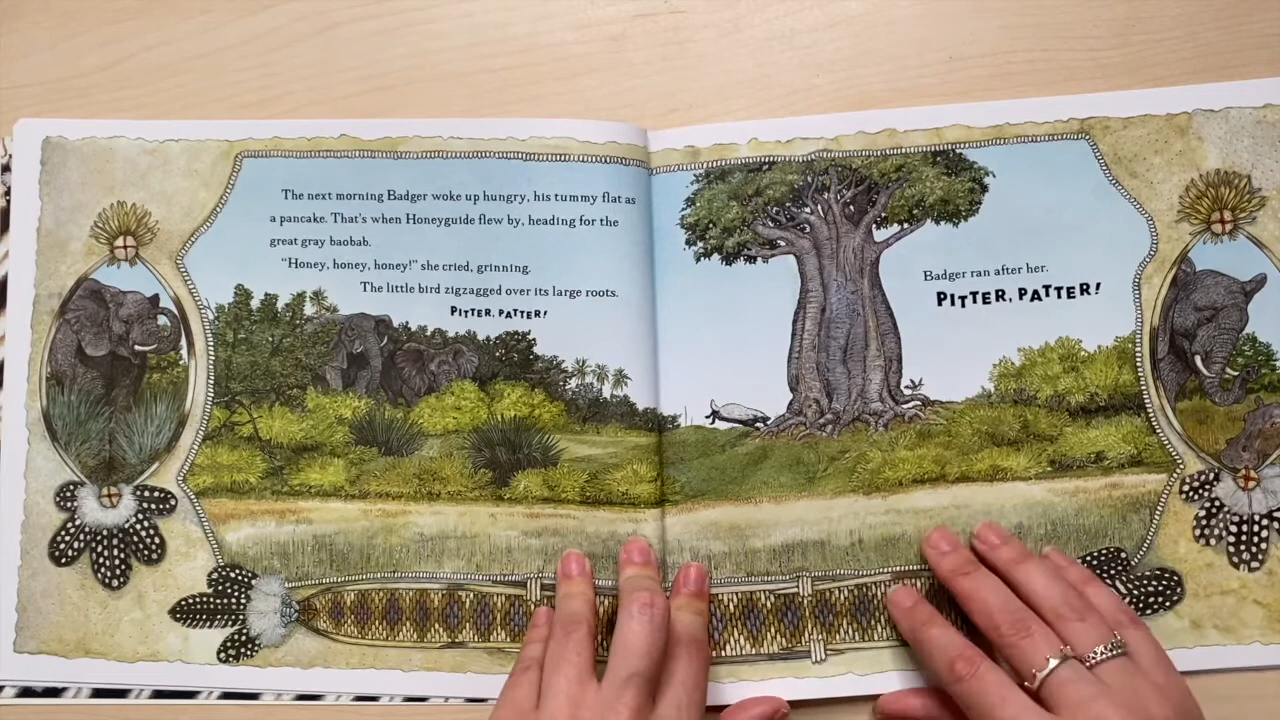 The next morning Badger woke up hungry, his tummy flat as
a pancake. That's when Honeyguide flew by, heading for the
great gray baobab.
"Honey, honey, honey!" she cried, grinning.
The little bird zigzagged over its large roots.
PITTER, PATTER!
Badger ran after her.
PITTER, PATTER!